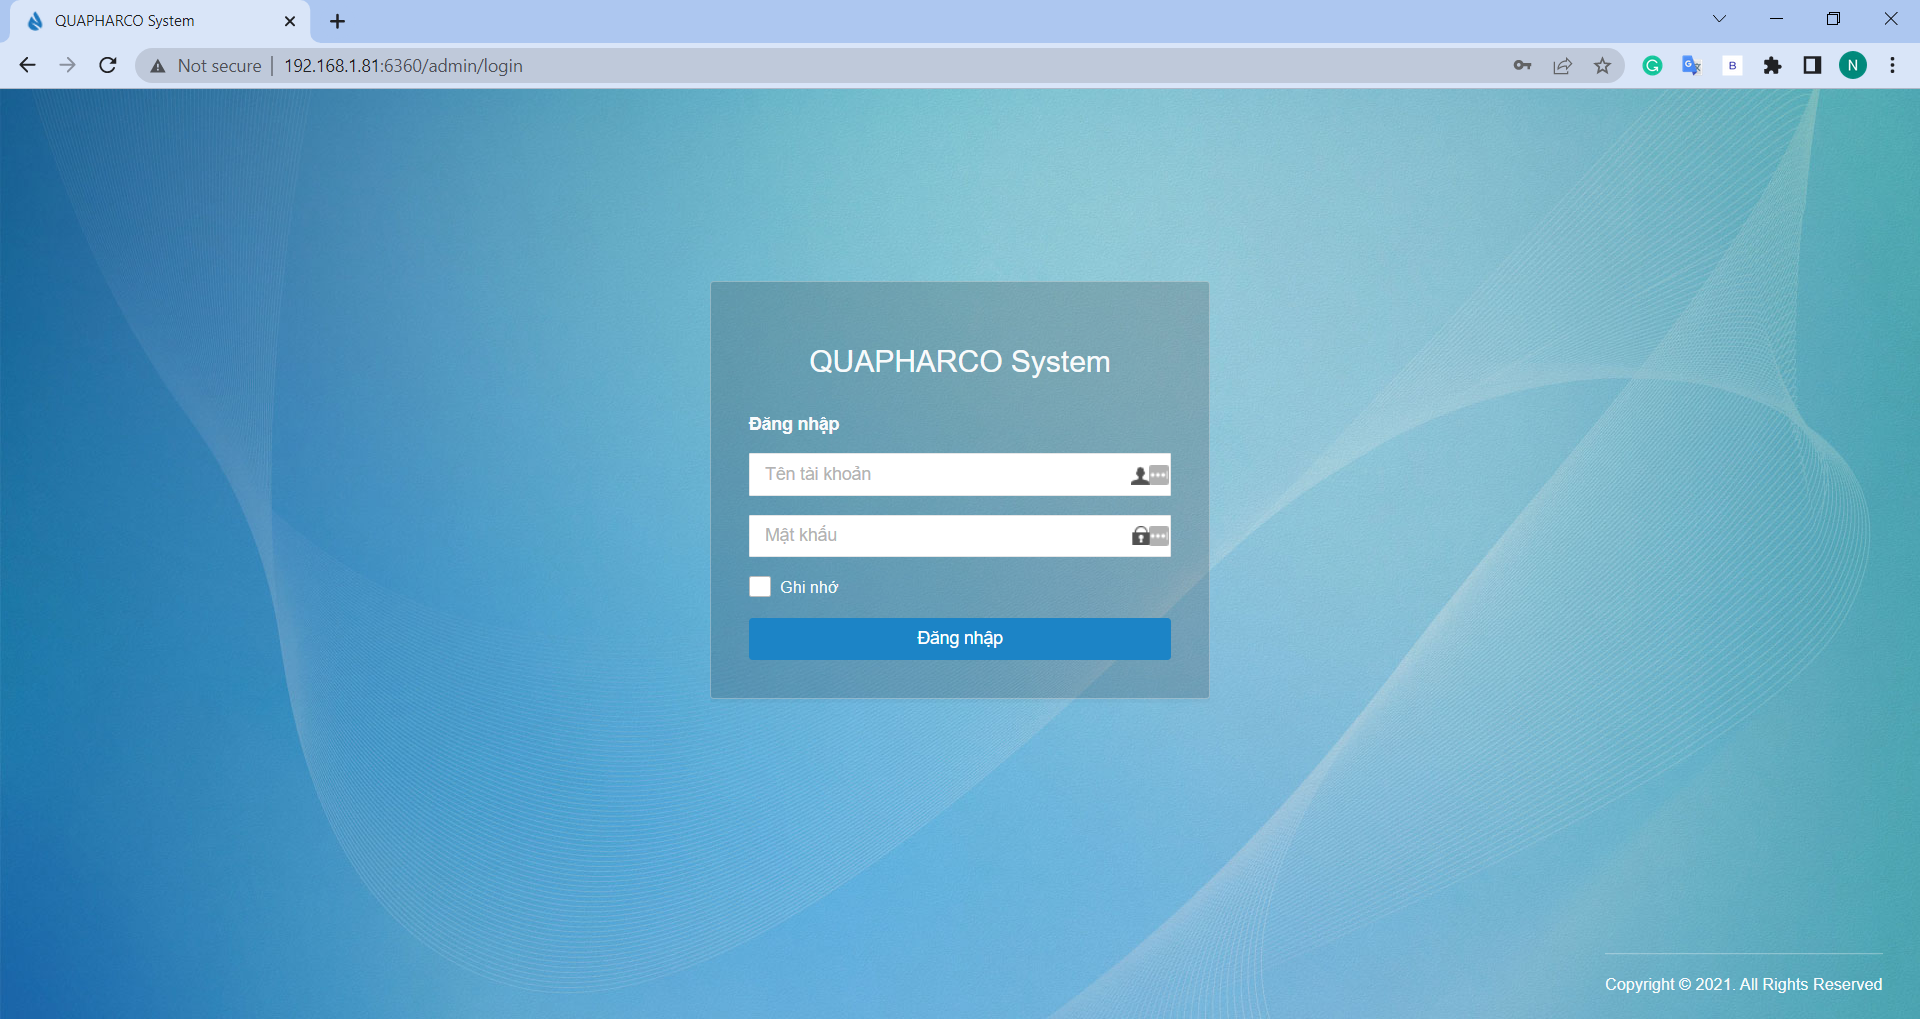 QUAPHARCO System
Not secure
192.168.1.81:6360/admin/login
B
N
QUAPHARCO System
Đăng nhập
Tên tài khoản
Mật khẩu
Ghi nhớ
Đăng nhập
Copyright © 2021. All Rights Reserved